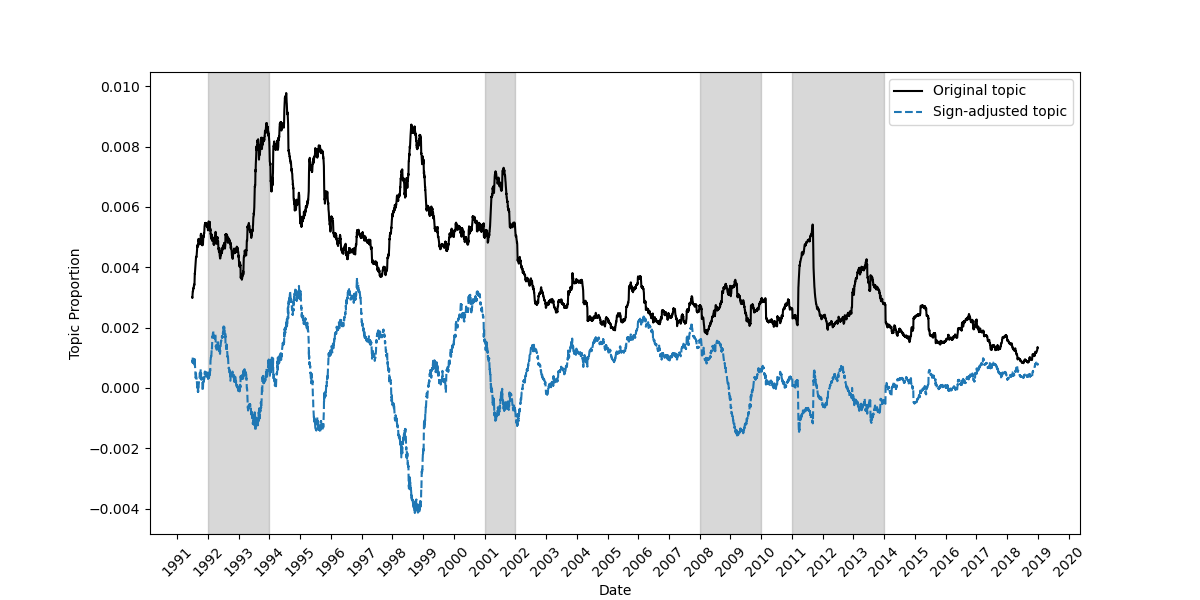 Original topic
Sign-adjusted topic
Topic Proportion
0.010
0.008
0.006
0.004
0.002
0.000
−0.002
−0.004
1991 1992 1993 1994 1995 1996 1997 1998 1999 2000 2001 2002 2003 2004 2005 2006 2007 2008 2009 2010 2011 2012 2013 2014 2015 2016 2017 2018 2019 2020
Date